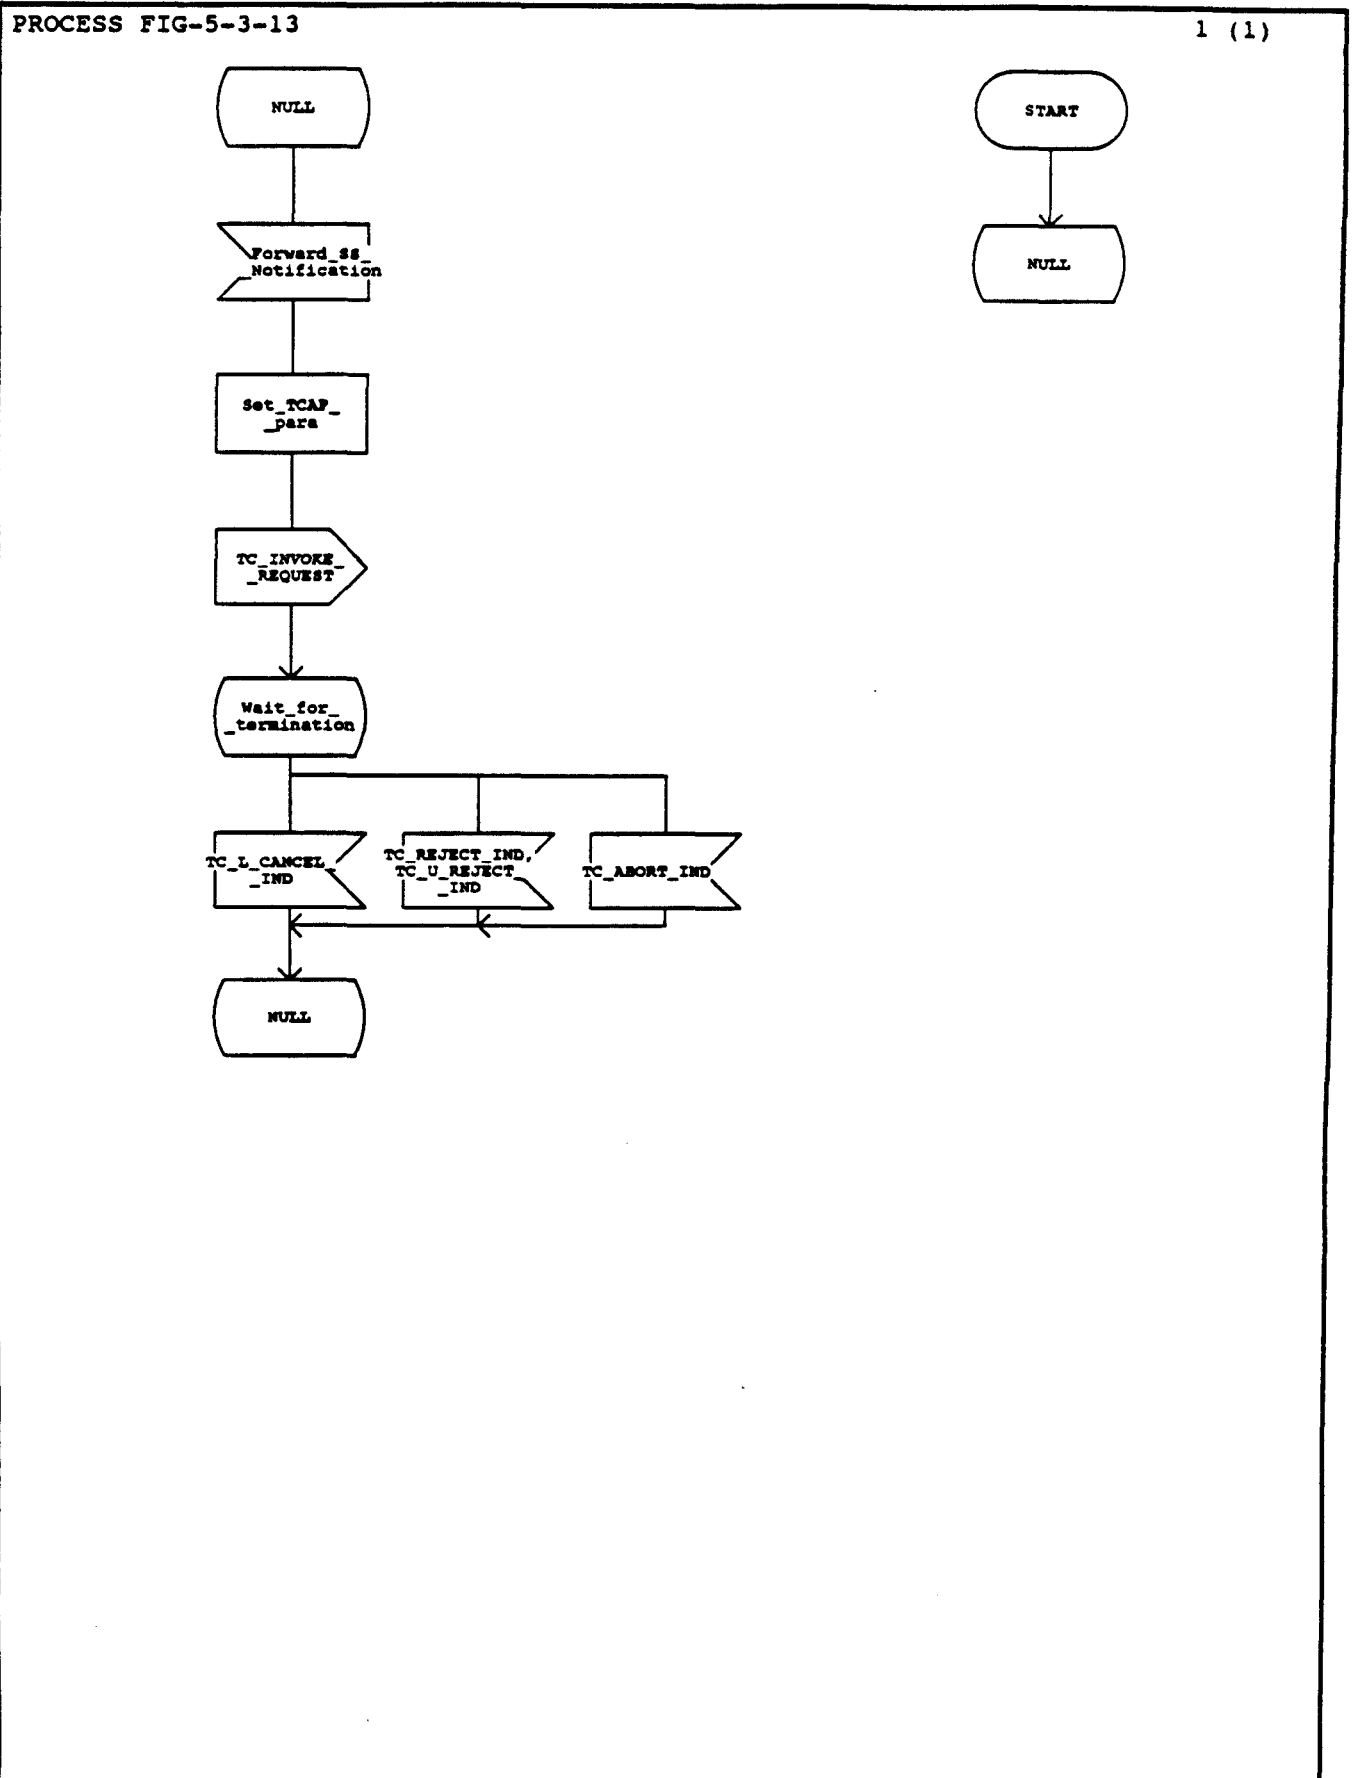 PROCESS FIG-5-3-13
1 (1)
NULL
START
Forward_SS_
_Notification
NULL
Set_TCAP_
_para
TC_INVOKE_
_REQUEST
Wait_for_
_termination
TC_L_CANCEL_
_IND
TC_REJECT_IND,
TC_U_REJECT_
_IND
TC_ABORT_IND
NULL